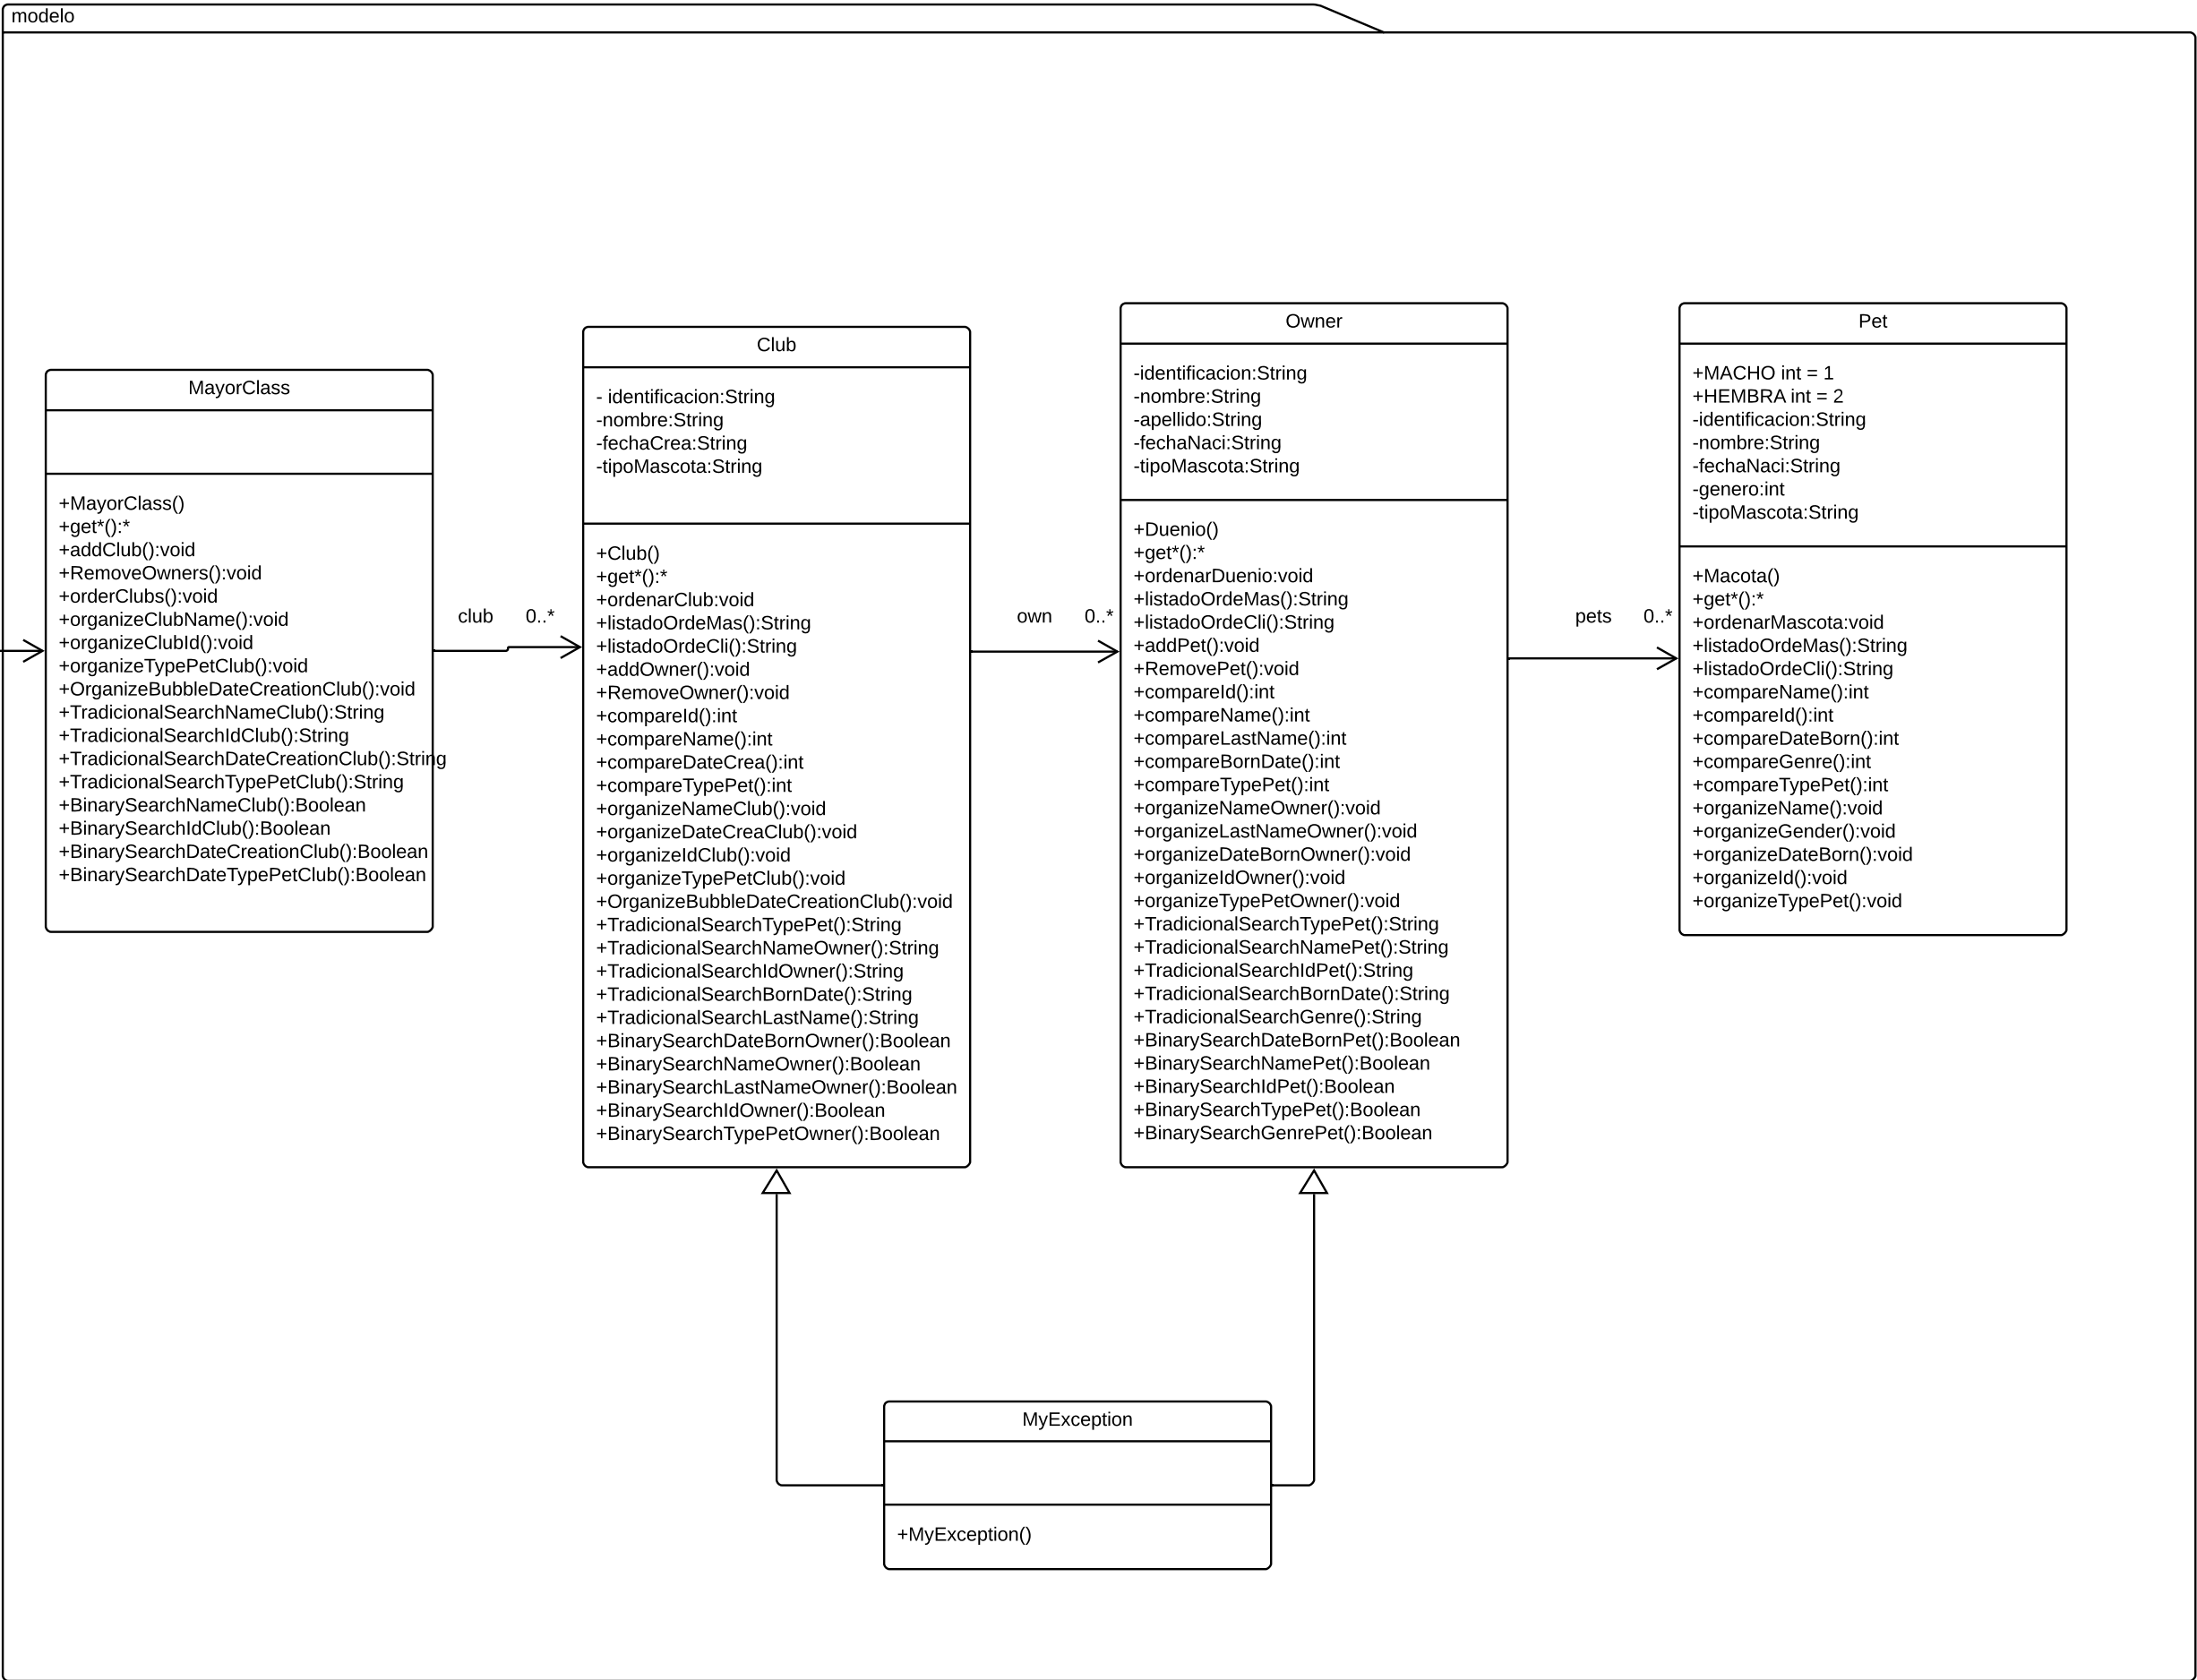 modelo
MayorClass
+MayorClass()
+get*():*
+addClub():void
+RemoveOwners():void
+orderClubs():void
+organizeClubName():void
+organizeClubId():void
+organizeTypePetClub():void
+OrganizeBubbleDateCreationClub():void
+TradicionalSearchNameClub():String
+TradicionalSearchIdClub():String
+TradicionalSearchDateCreationClub():String
+TradicionalSearchTypePetClub():String
+BinarySearchNameClub():Boolean
+BinarySearchIdClub():Boolean
+BinarySearchDateCreationClub():Boolean
+BinarySearchDateTypePetClub():Boolean
club 0..*
Club
- identificacion:String
-nombre:String
-fechaCrea:String
-tipoMascota:String
+Club()
+get*():*
+ordenarClub:void
+listadoOrdeMas():String
+listadoOrdeCli():String
+addOwner():void
+RemoveOwner():void
+compareId():int
+compareName():int
+compareDateCrea():int
+compareTypePet():int
+organizeNameClub():void
+organizeDateCreaClub():void
+organizeIdClub():void
+organizeTypePetClub():void
+OrganizeBubbleDateCreationClub():void
+TradicionalSearchTypePet():String
+TradicionalSearchNameOwner():String
+TradicionalSearchIdOwner():String
+TradicionalSearchBornDate():String
+TradicionalSearchLastName():String
+BinarySearchDateBornOwner():Boolean
+BinarySearchNameOwner():Boolean
+BinarySearchLastNameOwner():Boolean
+BinarySearchIdOwner():Boolean
+BinarySearchTypePetOwner():Boolean
own 0..*
Owner
-identificacion:String
-nombre:String
-apellido:String
-fechaNaci:String
-tipoMascota:String
+Duenio()
+get*():*
+ordenarDuenio:void
+listadoOrdeMas():String
+listadoOrdeCli():String
+addPet():void
+RemovePet():void
+compareId():int
+compareName():int
+compareLastName():int
+compareBornDate():int
+compareTypePet():int
+organizeNameOwner():void
+organizeLastNameOwner():void
+organizeDateBornOwner():void
+organizeIdOwner():void
+organizeTypePetOwner():void
+TradicionalSearchTypePet():String
+TradicionalSearchNamePet():String
+TradicionalSearchIdPet():String
+TradicionalSearchBornDate():String
+TradicionalSearchGenre():String
+BinarySearchDateBornPet():Boolean
+BinarySearchNamePet():Boolean
+BinarySearchIdPet():Boolean
+BinarySearchTypePet():Boolean
+BinarySearchGenrePet():Boolean
pets 0..*
Pet
+MACHO int = 1
+HEMBRA int = 2
-identificacion:String
-nombre:String
-fechaNaci:String
-genero:int
-tipoMascota:String
+Macota()
+get*():*
+ordenarMascota:void
+listadoOrdeMas():String
+listadoOrdeCli():String
+compareName():int
+compareId():int
+compareDateBorn():int
+compareGenre():int
+compareTypePet():int
+organizeName():void
+organizeGender():void
+organizeDateBorn():void
+organizeId():void
+organizeTypePet():void
MyException
+MyException()